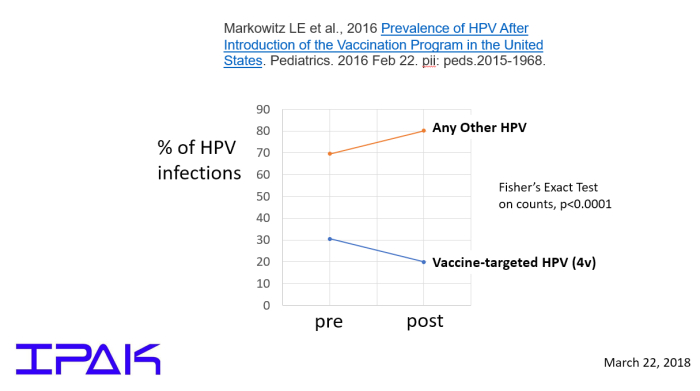 Markowitz LE et al., 2016 Prevalence of HPV After
Introduction of the Vaccination Program in the United
States. Pediatrics. 2016 Feb 22. pii: peds.2015-1968.
% of HPV
infections
90
80
70
60
50
40
30
20
10
0
Any Other HPV
Vaccine-targeted HPV (4v)
Fisher's Exact Test
on counts, p<0.0001
pre
post
IPAK
March 22, 2018